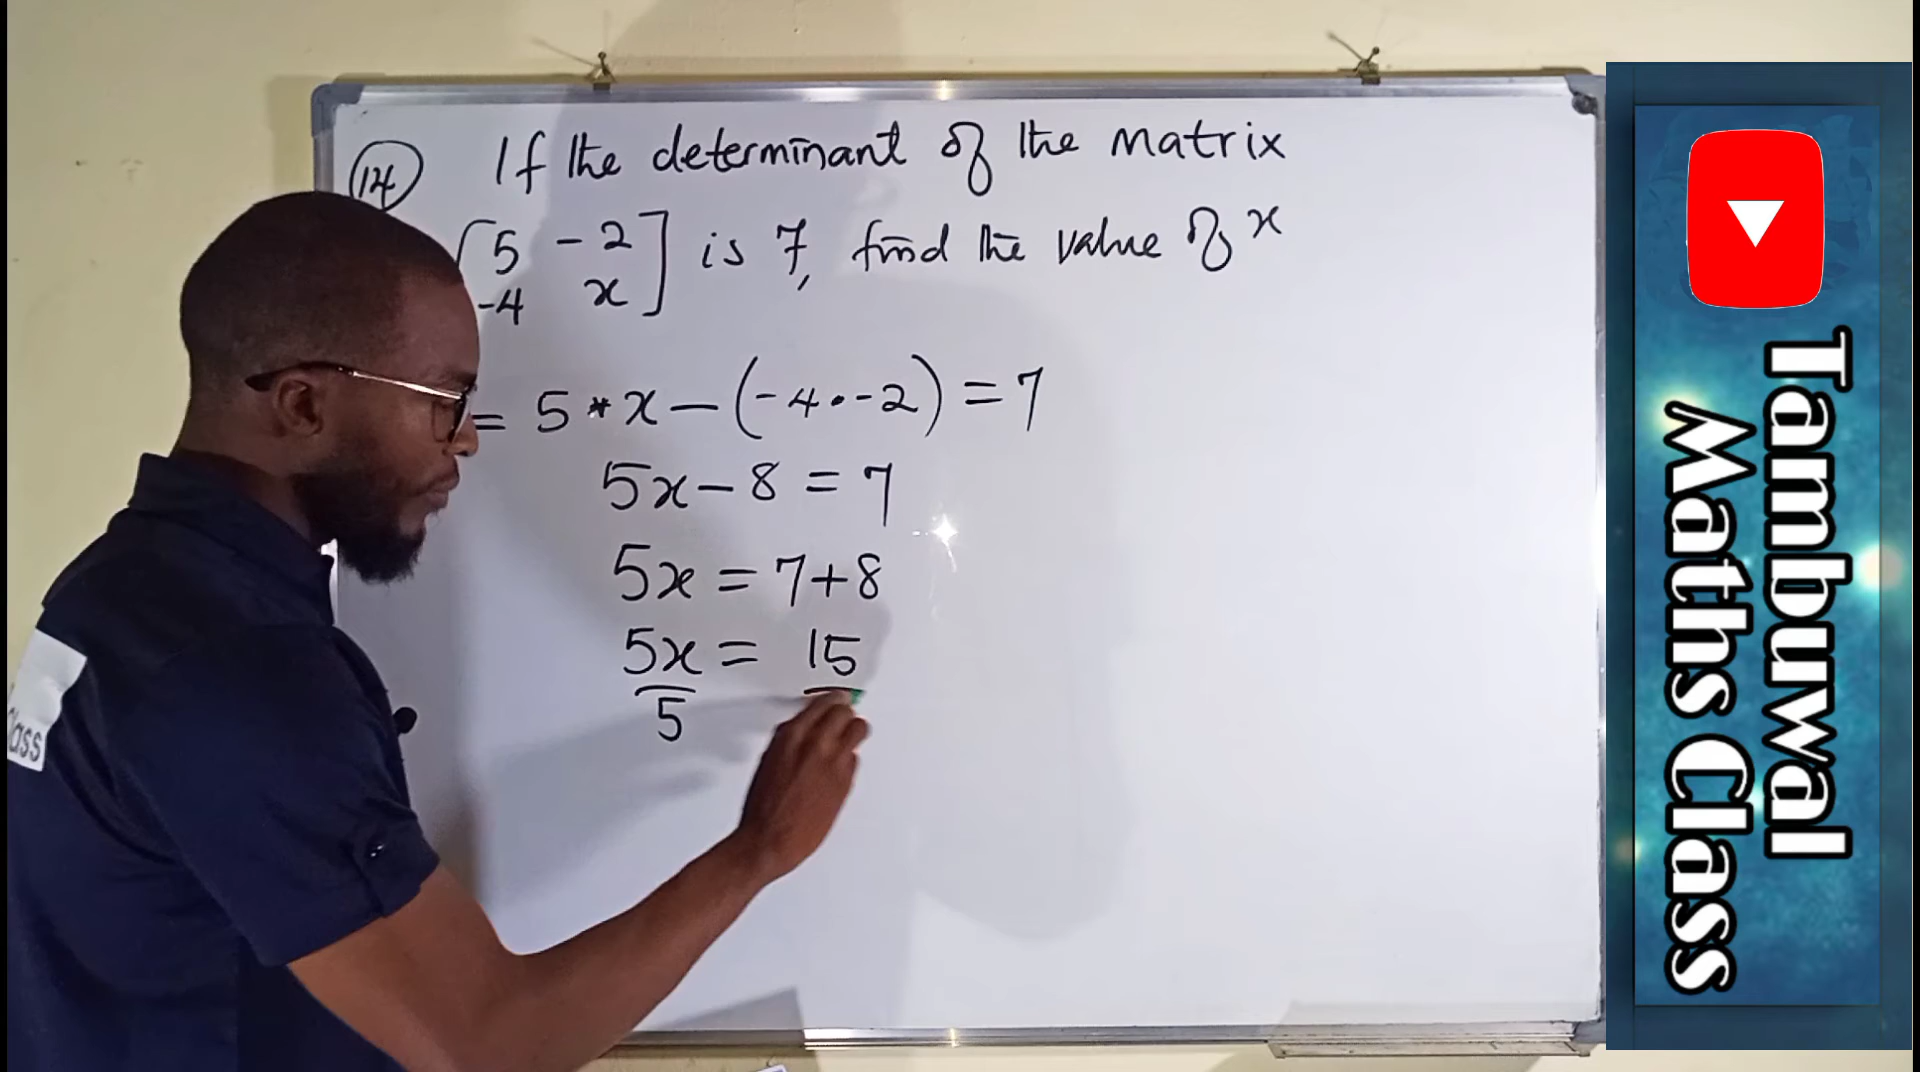 14 If the determinant of the matrix
[5 -2
-4 x] is 7, find the value of x
= 5 * x - (-4 • -2) = 7
5x - 8 = 7
5x = 7 + 8
5x = 15
5
Tambuwal
Maths Class
lass